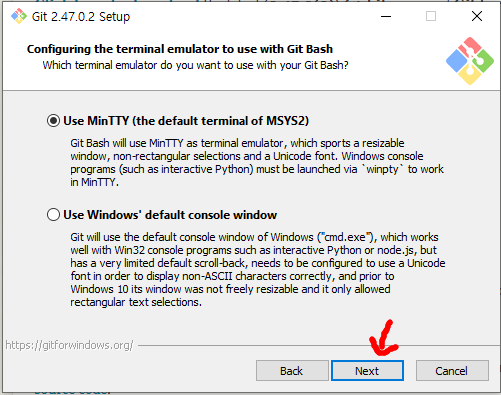 Git 2.47.0.2 Setup
Configuring the terminal emulator to use with Git Bash
Which terminal emulator do you want to use with your Git Bash?
Use MinTTY (the default terminal of MSYS2)
Git Bash will use MinTTY as terminal emulator, which sports a resizable
window, non-rectangular selections and a Unicode font. Windows console
programs (such as interactive Python) must be launched via `winpty` to work
in MinTTY.
Use Windows' default console window
Git will use the default console window of Windows ("cmd.exe"), which works
well with Win32 console programs such as interactive Python or node.js, but
has a very limited default scroll-back, needs to be configured to use a Unicode
font in order to display non-ASCII characters correctly, and prior to
Windows 10 its window was not freely resizable and it only allowed
rectangular text selections.
https://gitforwindows.org/
Back Next Cancel